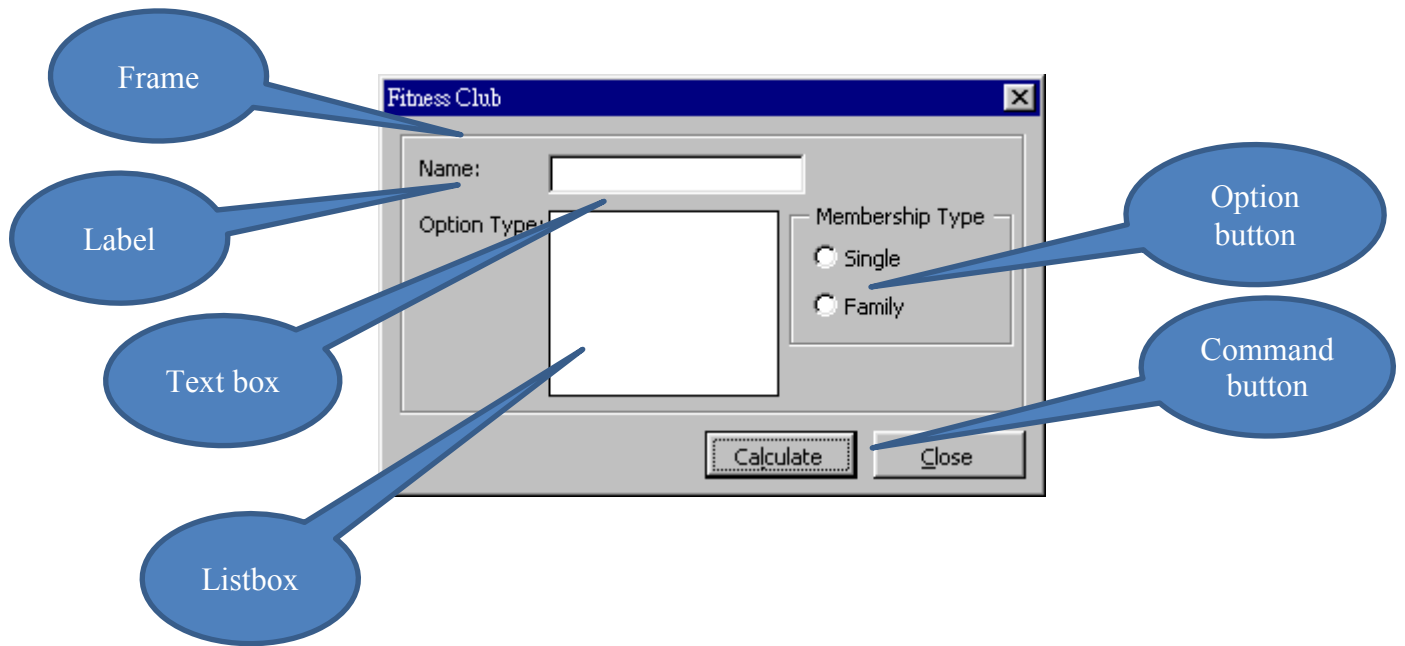 Frame
Fitness Club
Name:
Label
Option Type:
Membership Type
Single
Family
Option
button
Text box
Command
button
Calculate
Close
Listbox